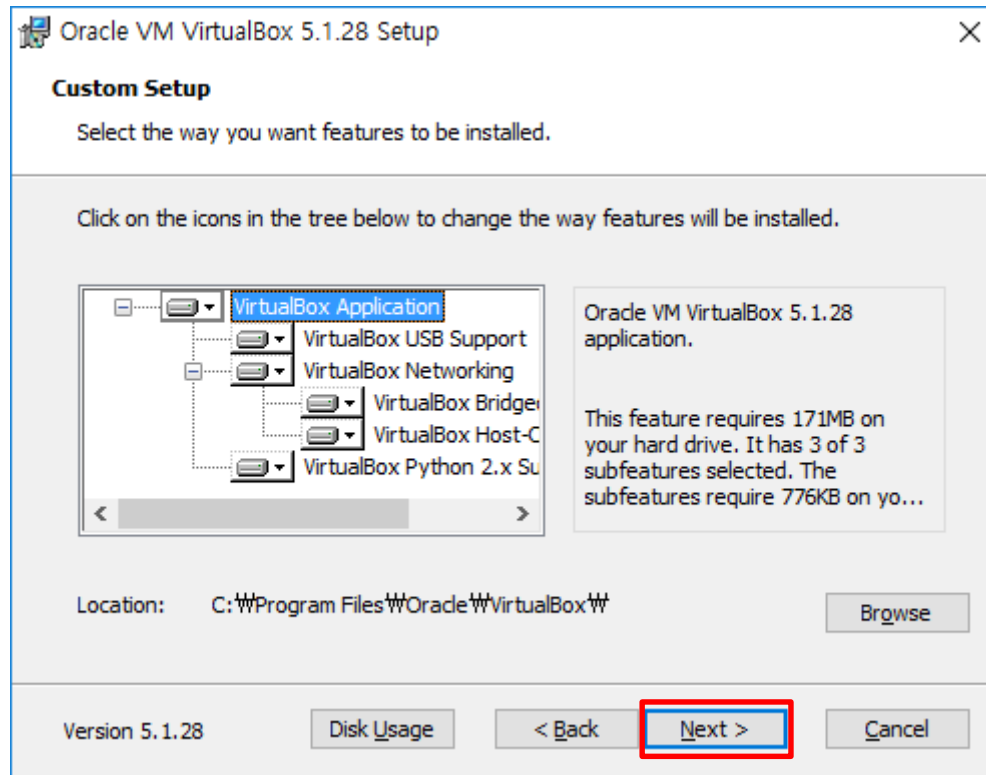 Oracle VM VirtualBox 5.1.28 Setup
Custom Setup
Select the way you want features to be installed.
Click on the icons in the tree below to change the way features will be installed.
VirtualBox Application
VirtualBox USB Support
VirtualBox Networking
VirtualBox Bridge
VirtualBox Host-C
VirtualBox Python 2.x Su
Oracle VM VirtualBox 5.1.28
application.
This feature requires 171MB on
your hard drive. It has 3 of 3
subfeatures selected. The
subfeatures require 776KB on yo...
Location: C:₩Program Files₩Oracle₩VirtualBox₩
Browse
Version 5.1.28
Disk Usage
< Back
Next >
Cancel